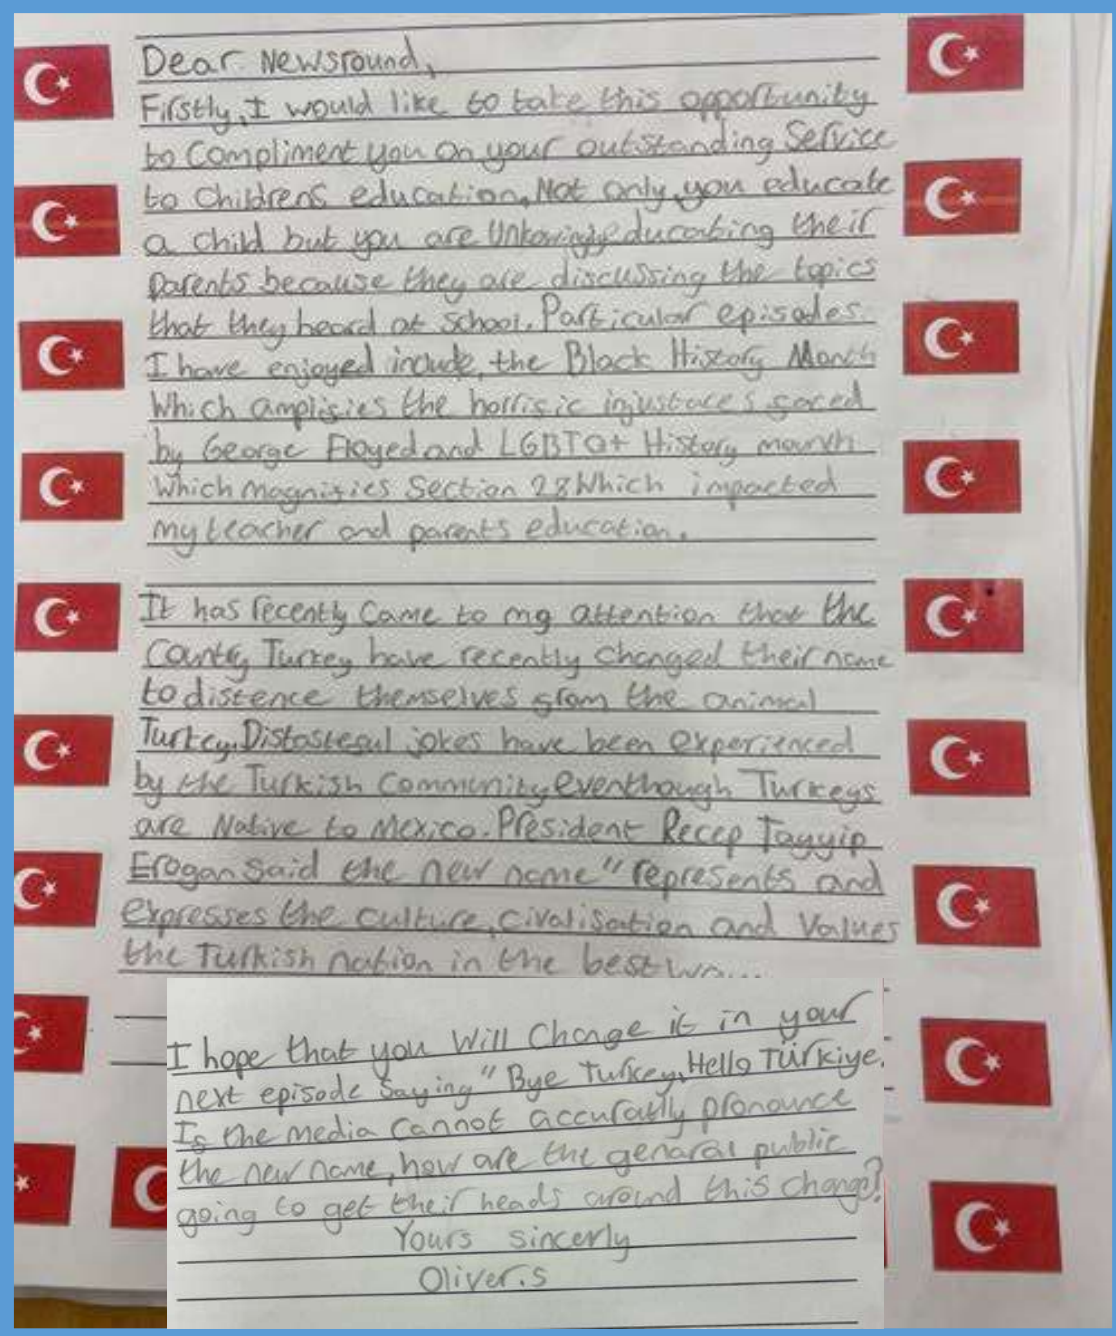 Dear Newsround,
Firstly, I would like to take this opportunity
to compliment you on your outstanding Service
to childrens education, Not only, you educate
a child but you are Unkowingly educating their
parents because they are discussing the topics
that they heard at school. Particular episodes
I have enjoyed include, the Black History Month
Which amplifies the horrific injustaces faced
by George Floyed and LGBTQ+ History month
Which magnifies Section 28 Which impacted
my teacher and parents education.
It has recently Came to my attention that the
Country Turkey have recently changed their name
to distence themselves from the animal
Turkey. Distasteful jokes have been experienced
by the Turkish Community eventhough Turkeys
are Native to Mexico. President Recep Tayyip
Erogan said the new name "represents and
expresses the culture, civalisation and Values
the Turkish nation in the best
I hope that you Will Change it in your
next episode Saying "Bye Turkey, Hello Türkiye.
If the media cannot accuratly pronounce
the new name, how are the genaral public
going to get their heads around this change?
Yours sincerly
Oliver.S